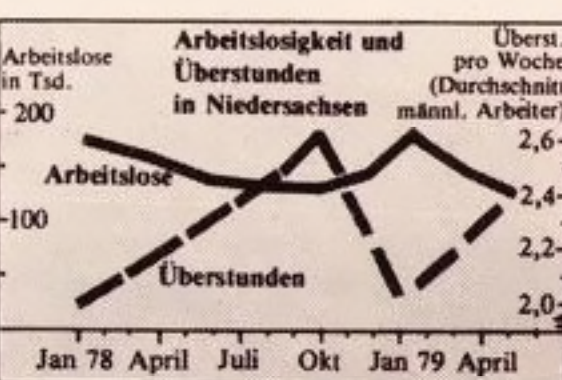 Arbeitslose
in Tsd.
Arbeitslosigkeit und
Überstunden
in Niedersachsen
Überst.
pro Woche
(Durchschnitt
männl. Arbeiter)
200
100
2,6
2,4
2,2
2,0
Arbeitslose
Überstunden
Jan 78 April Juli Okt Jan 79 April